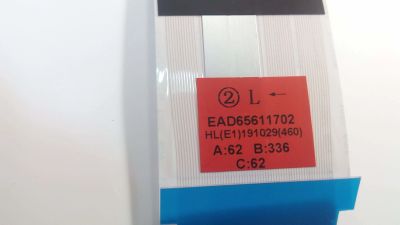 ② L ←
EAD65611702
HL(E1)191029(460)
A:62 B:336
C:62